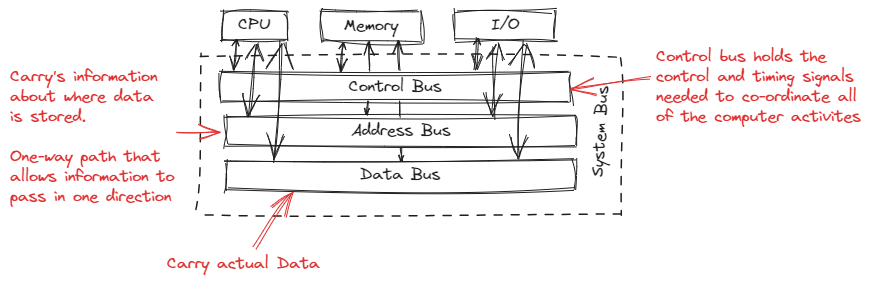 CPU
Memory
I/O
Control Bus
Address Bus
Data Bus
System Bus
Carry's information
about where data
is stored.
One-way path that
allows information to
pass in one direction
Control bus holds the
control and timing signals
needed to co-ordinate all
of the computer activites
Carry actual Data